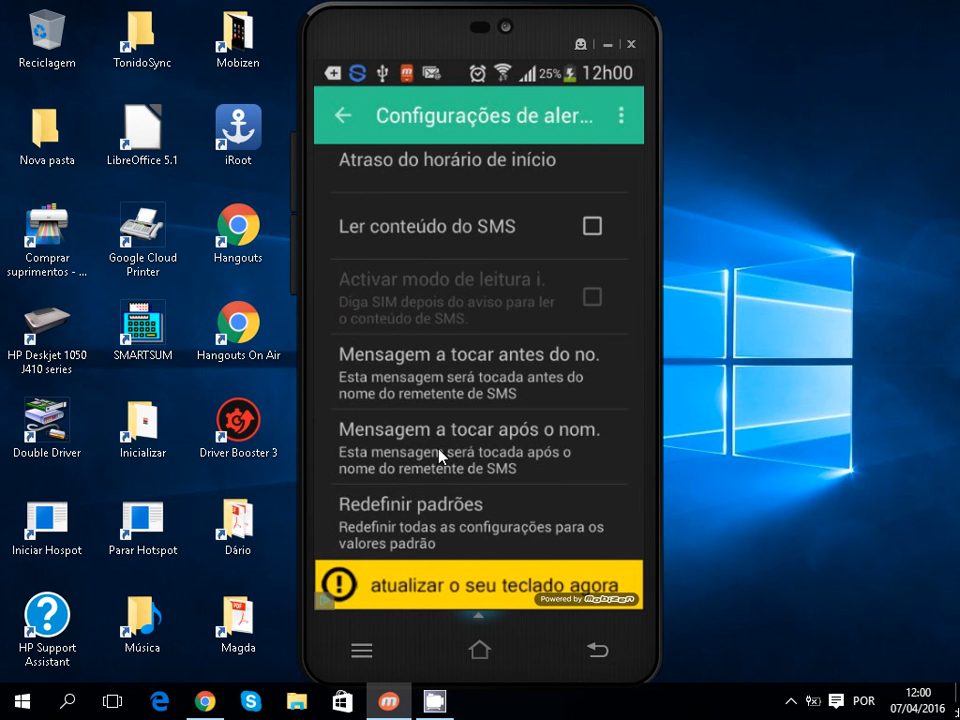 Reciclagem
TonidoSync
Mobizen
Nova pasta
LibreOffice 5.1
iRoot
Comprar
suprimentos - ...
Google Cloud
Printer
Hangouts
HP Deskjet 1050
J410 series
SMARTSUM
Hangouts On Air
Double Driver
Inicializar
Driver Booster 3
Iniciar Hospot
Parar Hotspot
Dário
HP Support
Assistant
Música
Magda
25% 12h00
Configurações de aler...
Atraso do horário de início
Ler conteúdo do SMS
Activar modo de leitura i.
Diga SIM depois do aviso para ler
o conteúdo de SMS.
Mensagem a tocar antes do no.
Esta mensagem será tocada antes do
nome do remetente de SMS
Mensagem a tocar após o nom.
Esta mensagem será tocada após o
nome do remetente de SMS
Redefinir padrões
Redefinir todas as configurações para os
valores padrão
atualizar o seu teclado agora
Powered by mobizen
POR
12:00
07/04/2016